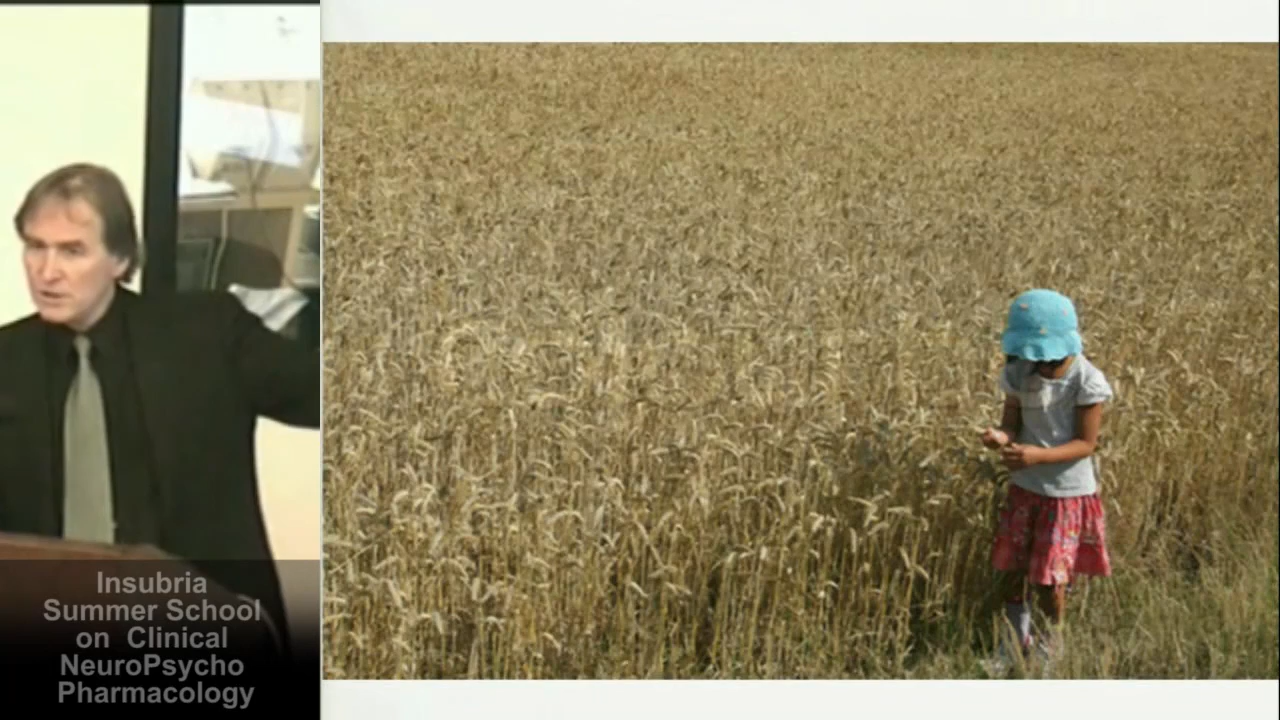 Insubria
Summer School
on Clinical
NeuroPsycho
Pharmacology